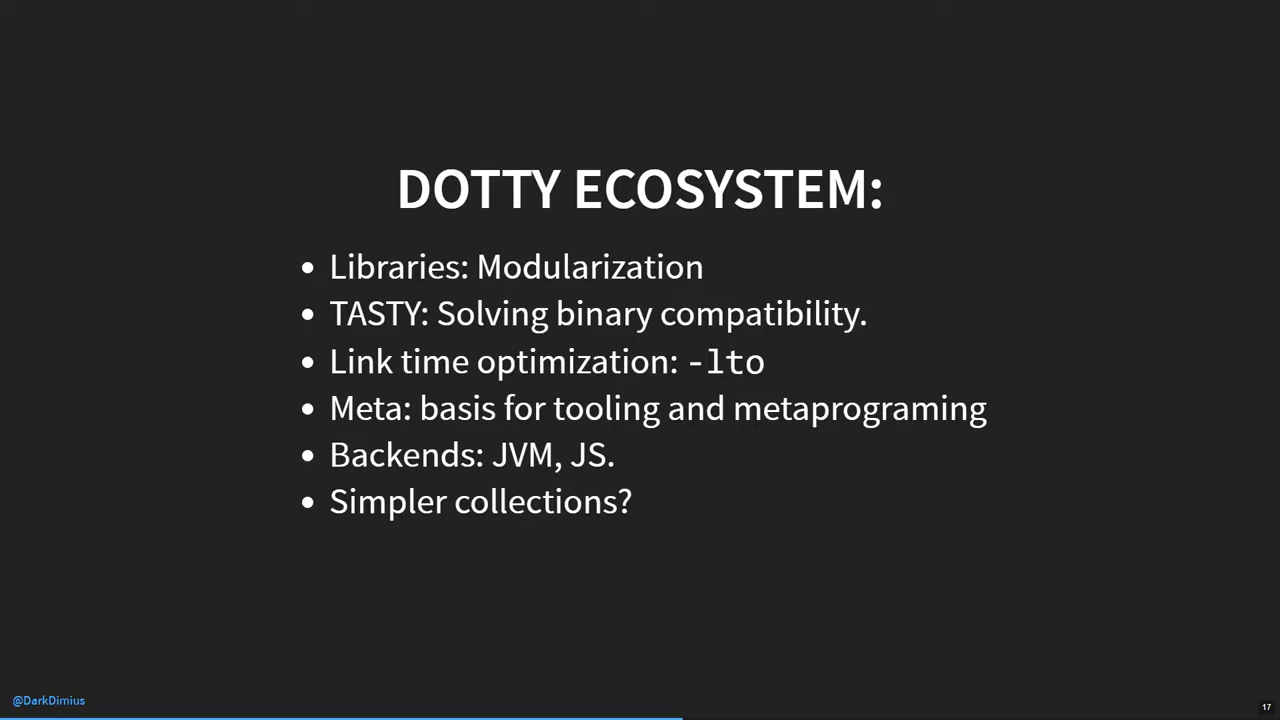 DOTTY ECOSYSTEM:
• Libraries: Modularization
• TASTY: Solving binary compatibility.
• Link time optimization: -lto
• Meta: basis for tooling and metaprograming
• Backends: JVM, JS.
• Simpler collections?
@DarkDimius
17